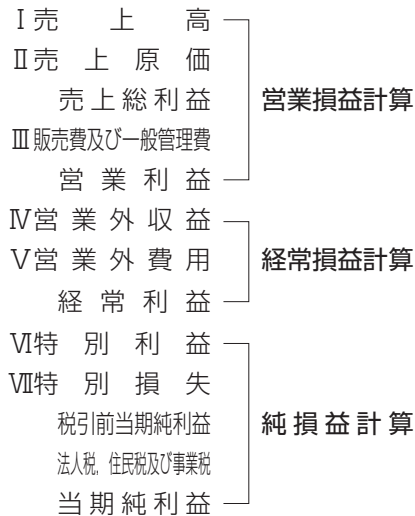 Ⅰ売上高
Ⅱ売上原価
売上総利益 営業損益計算
Ⅲ販売費及び一般管理費
営業利益
Ⅳ営業外収益
Ⅴ営業外費用 経常損益計算
経常利益
Ⅵ特別利益
Ⅶ特別損失
税引前当期純利益 純損益計算
法人税，住民税及び事業税
当期純利益